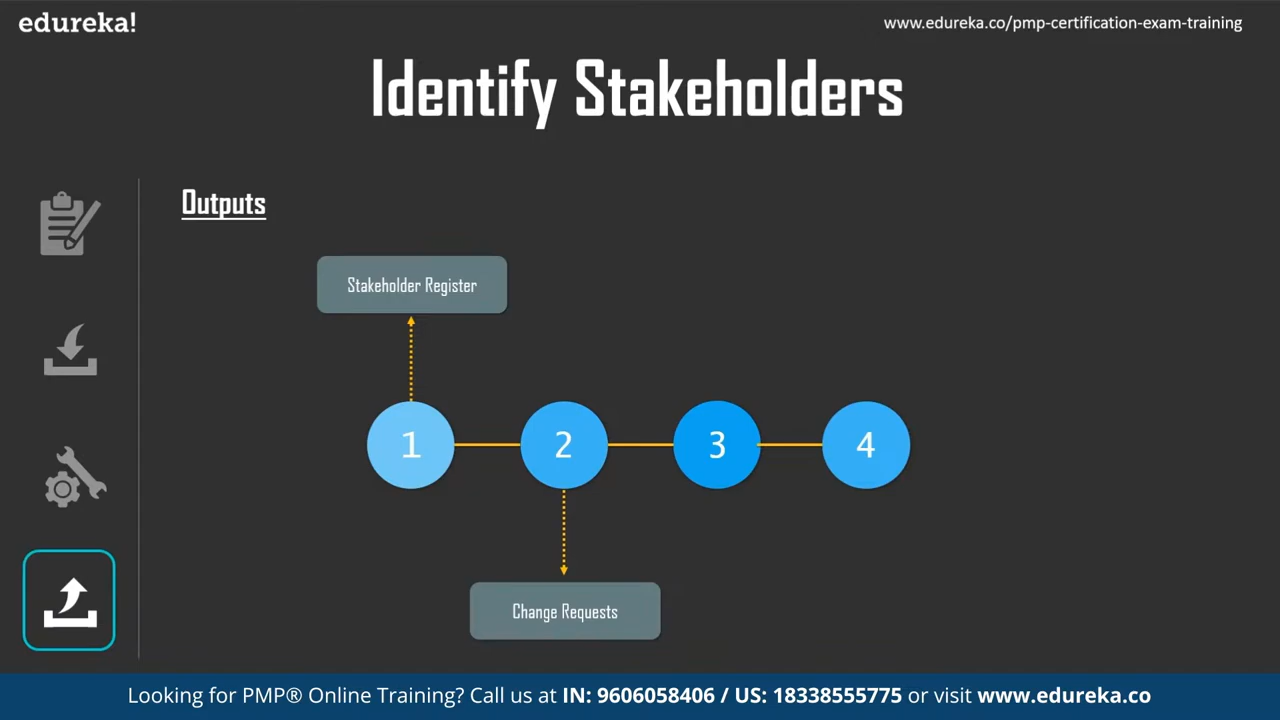 edureka!
www.edureka.co/pmp-certification-exam-training
Identify Stakeholders
Outputs
Stakeholder Register
1
2
3
4
Change Requests
Looking for PMP® Online Training? Call us at IN: 9606058406 / US: 18338555775 or visit www.edureka.co